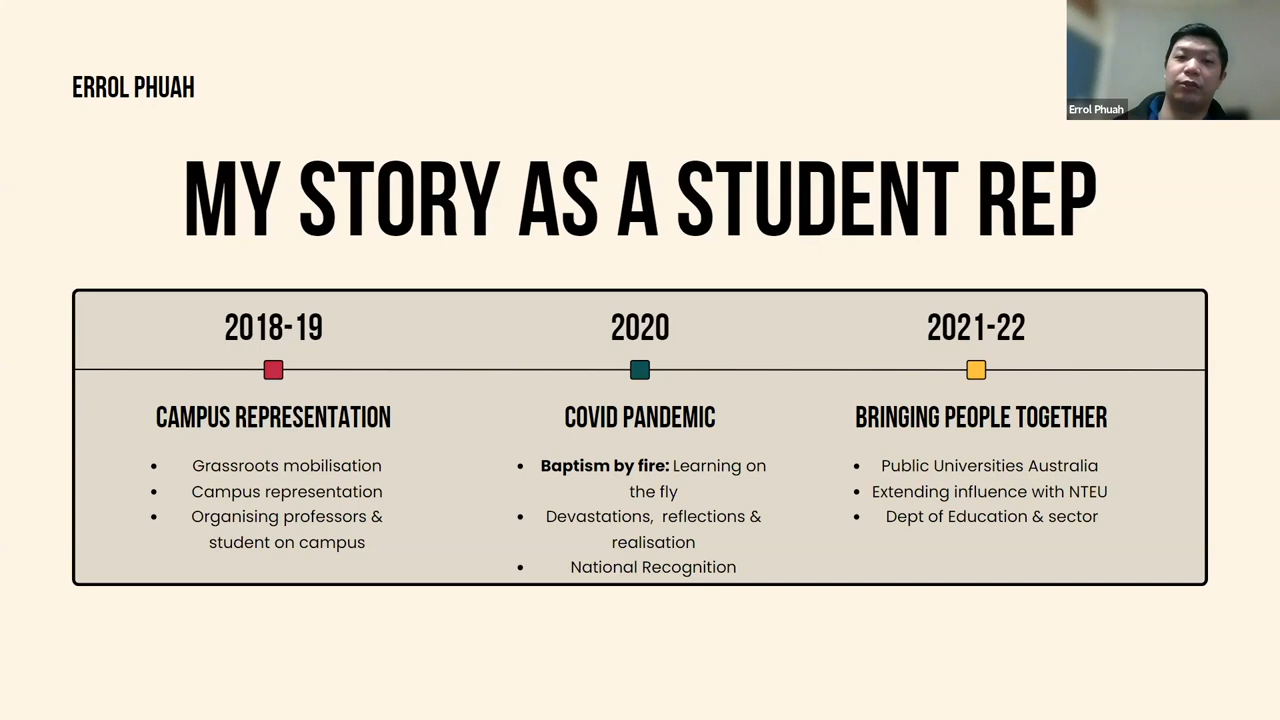 ERROL PHUAH
Errol Phuah
MY STORY AS A STUDENT REP
2018-19
2020
2021-22
CAMPUS REPRESENTATION
• Grassroots mobilisation
• Campus representation
• Organising professors &
student on campus
COVID PANDEMIC
• Baptism by fire: Learning on
the fly
• Devastations, reflections &
realisation
• National Recognition
BRINGING PEOPLE TOGETHER
• Public Universities Australia
• Extending influence with NTEU
• Dept of Education & sector